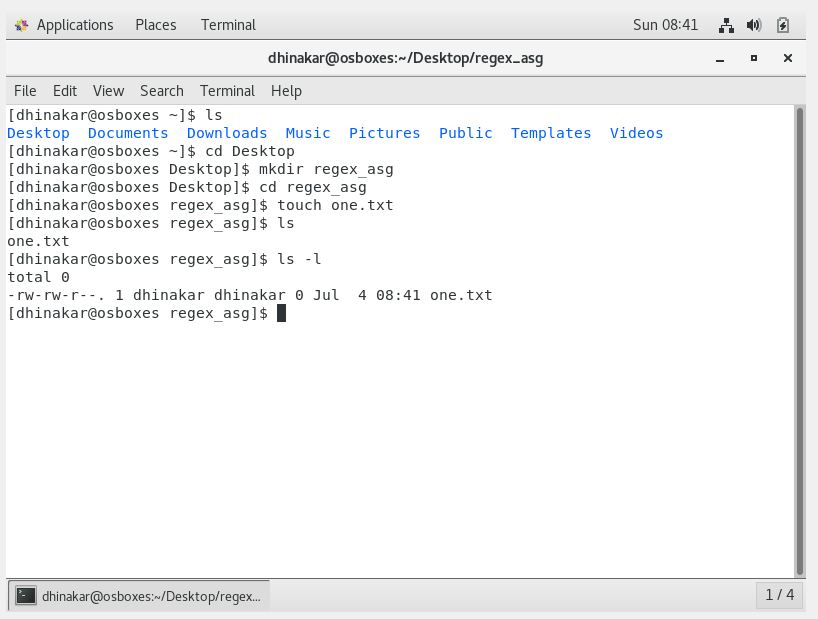 Applications Places Terminal Sun 08:41
dhinakar@osboxes:~/Desktop/regex_asg
File Edit View Search Terminal Help
[dhinakar@osboxes ~]$ ls
Desktop  Documents  Downloads  Music  Pictures  Public  Templates  Videos
[dhinakar@osboxes ~]$ cd Desktop
[dhinakar@osboxes Desktop]$ mkdir regex_asg
[dhinakar@osboxes Desktop]$ cd regex_asg
[dhinakar@osboxes regex_asg]$ touch one.txt
[dhinakar@osboxes regex_asg]$ ls
one.txt
[dhinakar@osboxes regex_asg]$ ls -l
total 0
-rw-rw-r--. 1 dhinakar dhinakar 0 Jul  4 08:41 one.txt
[dhinakar@osboxes regex_asg]$
dhinakar@osboxes:~/Desktop/regex... 1 / 4